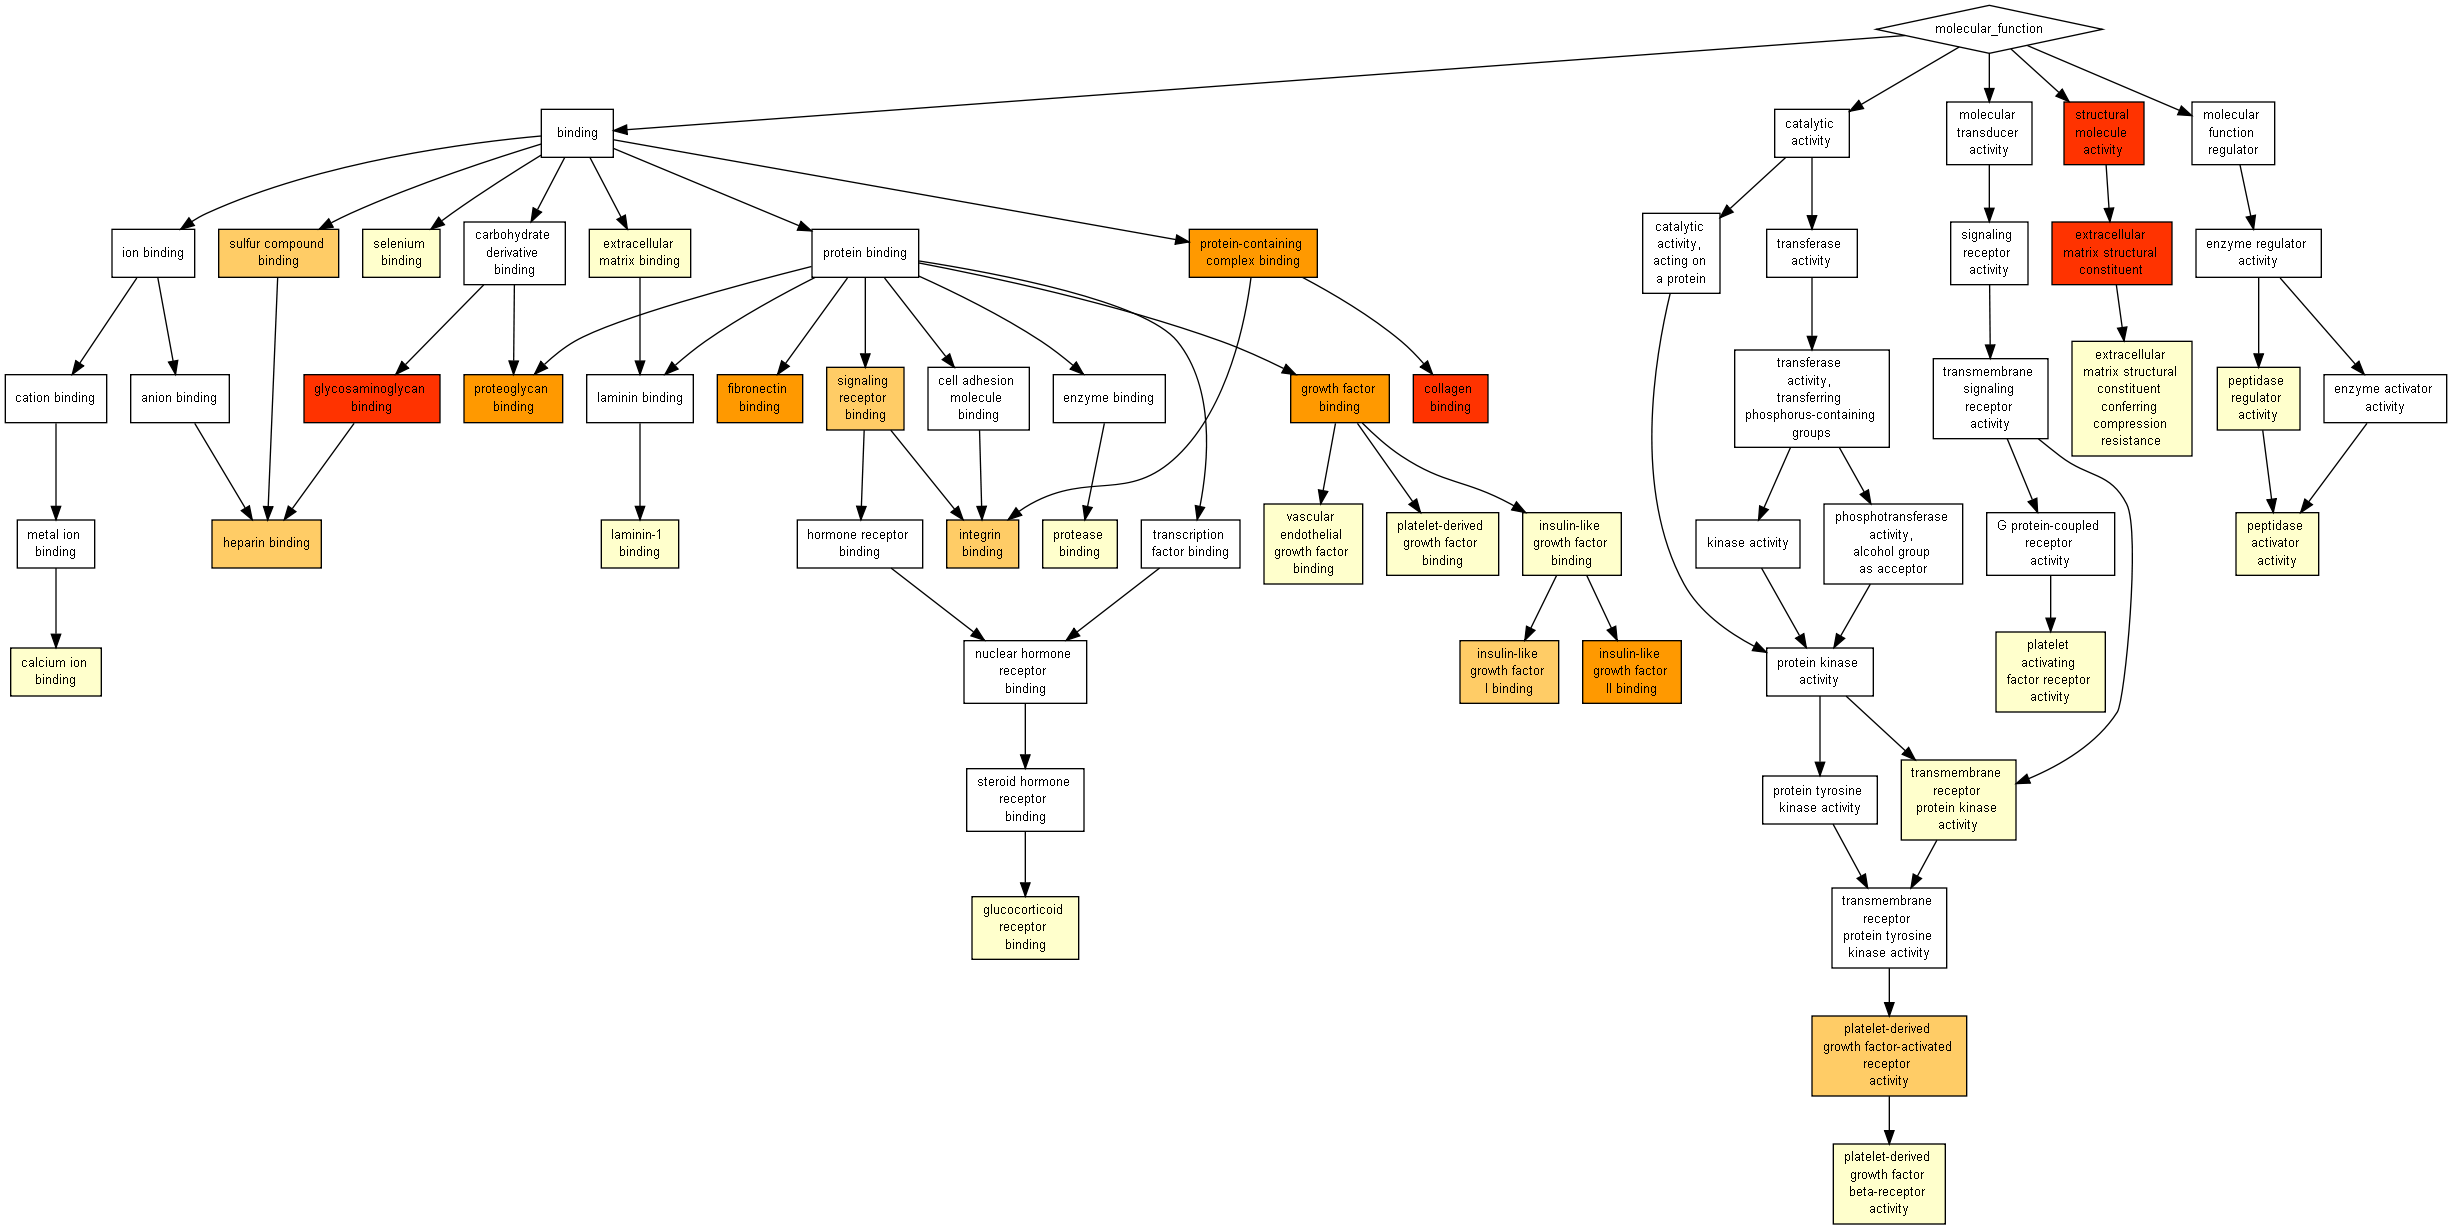 molecular_function
binding
catalytic
activity
molecular
transducer
activity
structural
molecule
activity
molecular
function
regulator
ion binding
sulfur compound
binding
selenium
binding
carbohydrate
derivative
binding
extracellular
matrix binding
protein binding
protein-containing
complex binding
catalytic
activity,
acting on
a protein
transferase
activity
signaling
receptor
activity
extracellular
matrix structural
constituent
enzyme regulator
activity
cation binding
anion binding
glycosaminoglycan
binding
proteoglycan
binding
laminin binding
fibronectin
binding
signaling
receptor
binding
cell adhesion
molecule
binding
enzyme binding
growth factor
binding
collagen
binding
transferase
activity,
transferring
phosphorus-containing
groups
transmembrane
signaling
receptor
activity
extracellular
matrix structural
constituent
conferring
compression
resistance
peptidase
regulator
activity
enzyme activator
activity
metal ion
binding
heparin binding
laminin-1
binding
hormone receptor
binding
integrin
binding
protease
binding
transcription
factor binding
vascular
endothelial
growth factor
binding
platelet-derived
growth factor
binding
insulin-like
growth factor
binding
kinase activity
phosphotransferase
activity,
alcohol group
as acceptor
G protein-coupled
receptor
activity
peptidase
activator
activity
calcium ion
binding
nuclear hormone
receptor
binding
insulin-like
growth factor
I binding
insulin-like
growth factor
II binding
protein kinase
activity
platelet
activating
factor receptor
activity
steroid hormone
receptor
binding
protein tyrosine
kinase activity
transmembrane
receptor
protein kinase
activity
glucocorticoid
receptor
binding
transmembrane
receptor
protein tyrosine
kinase activity
platelet-derived
growth factor-activated
receptor
activity
platelet-derived
growth factor
beta-receptor
activity